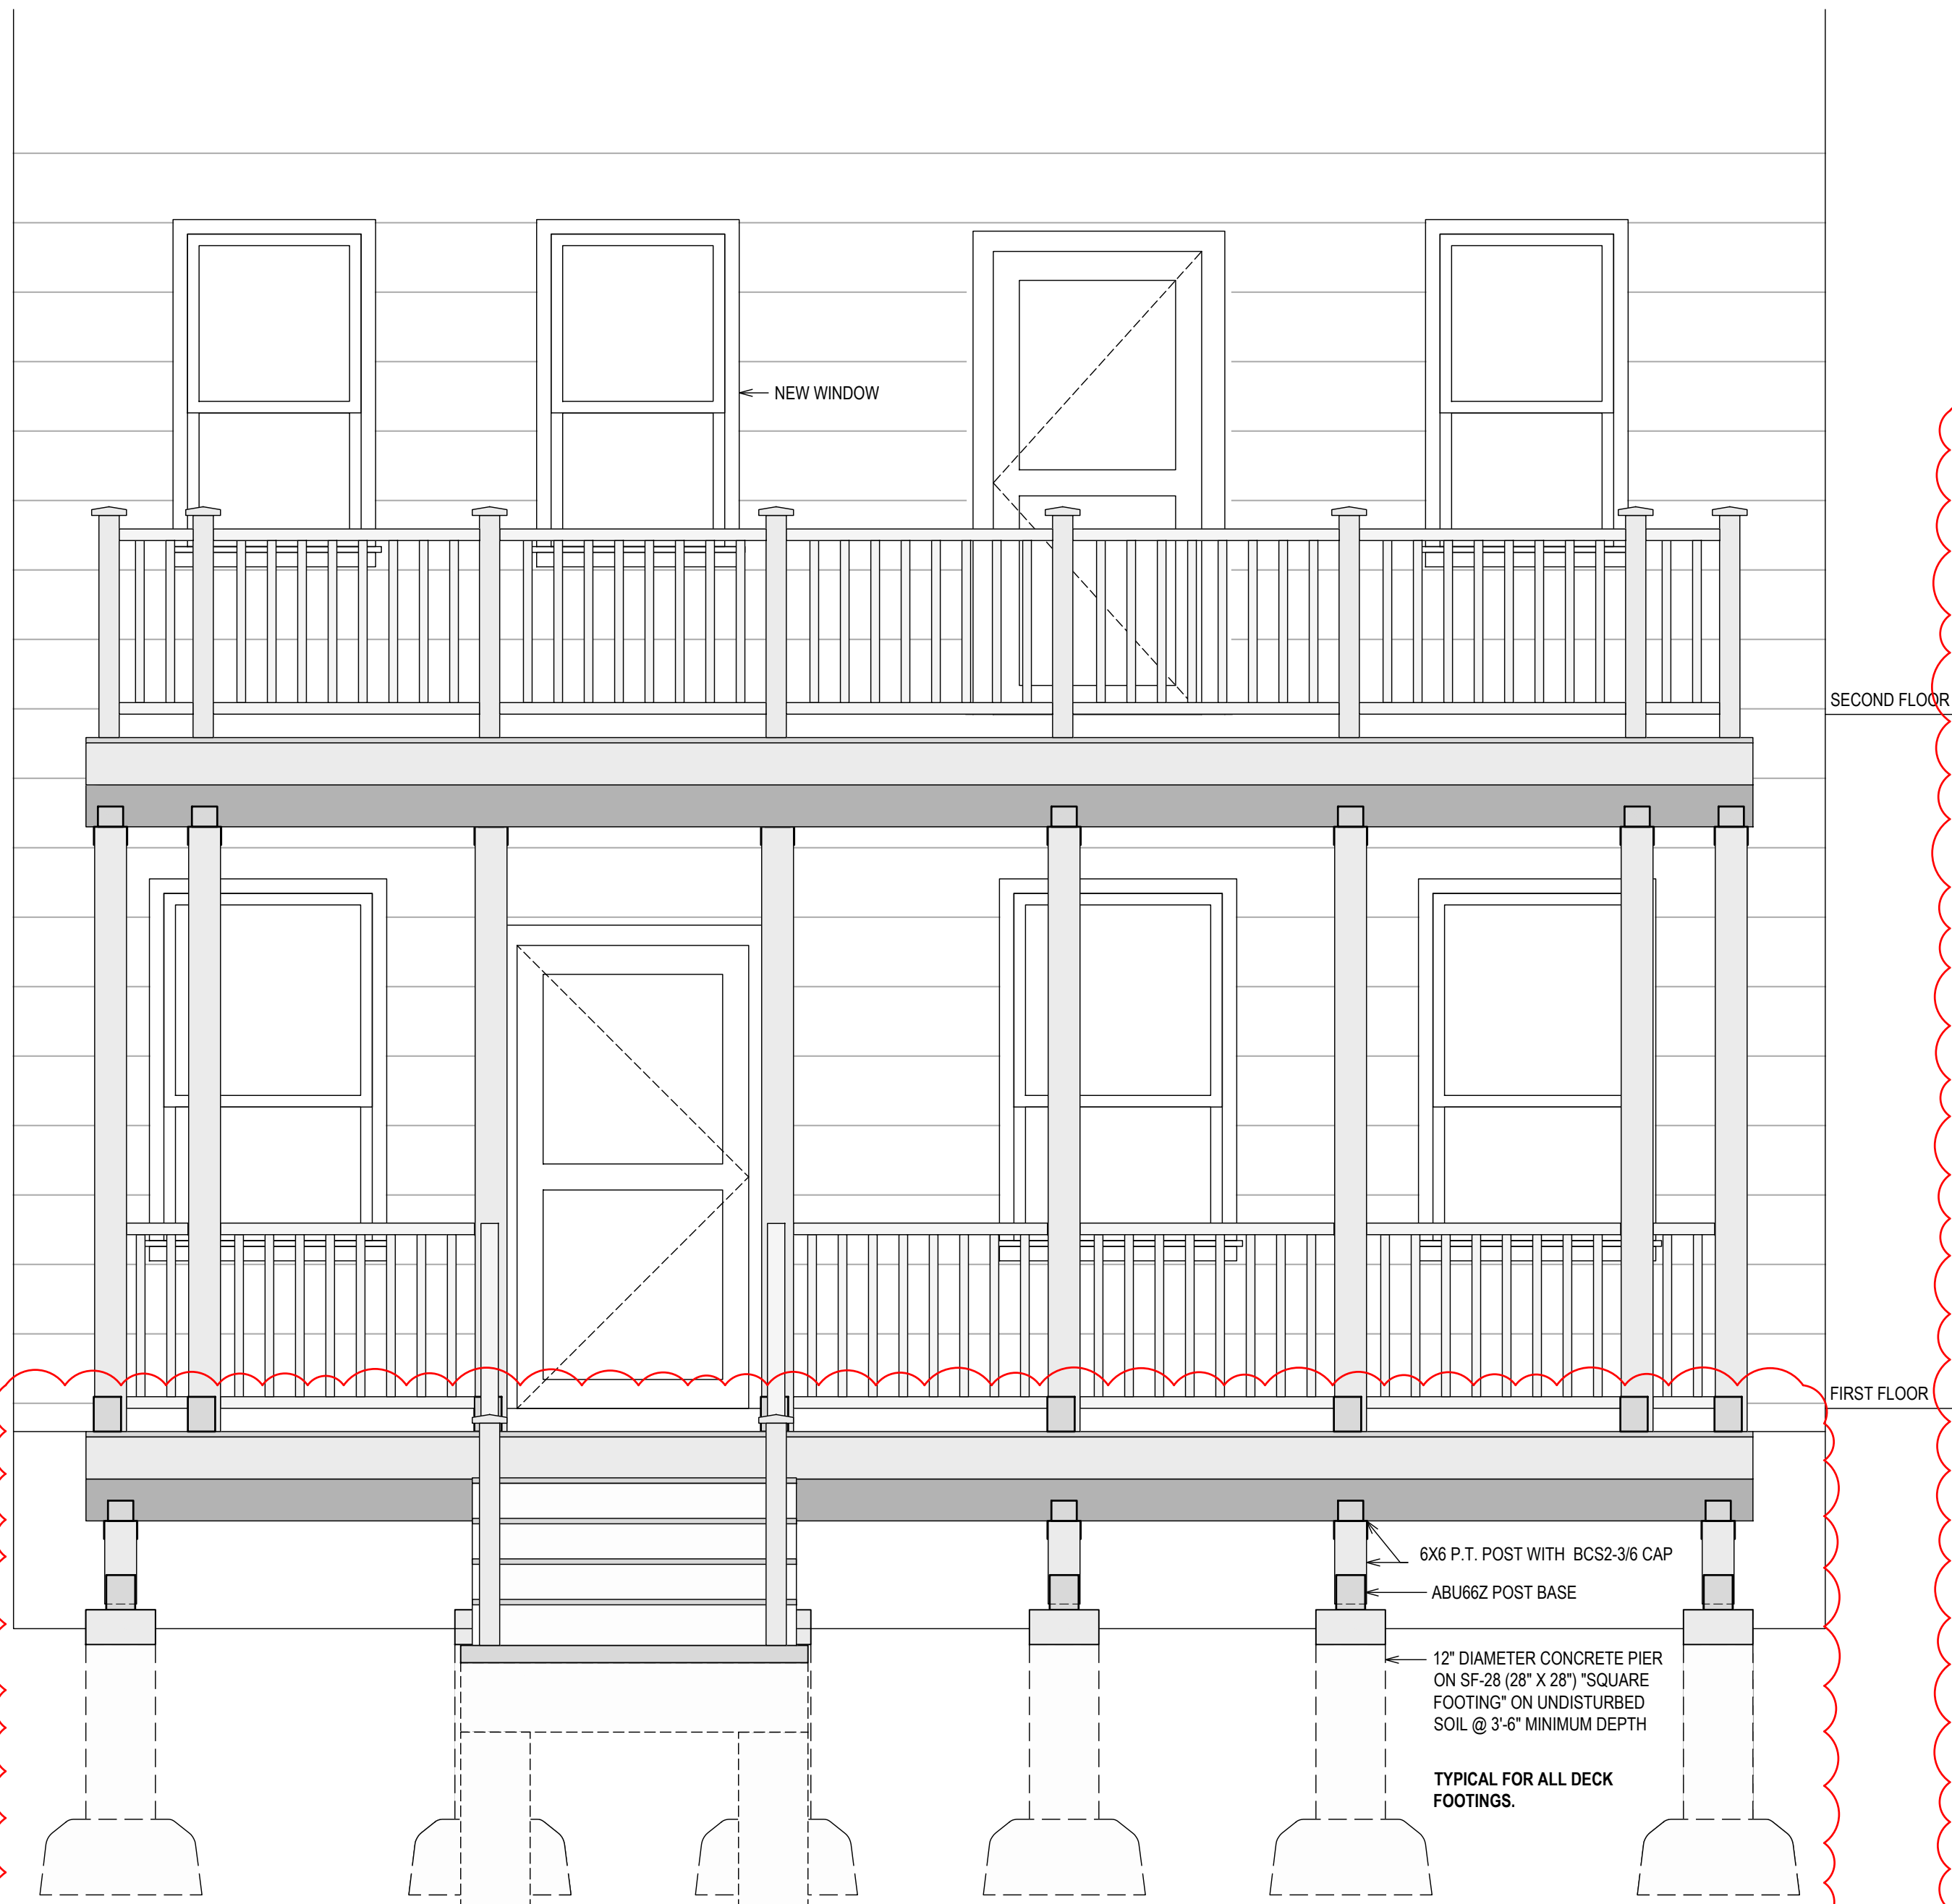 NEW WINDOW
SECOND FLOOR
FIRST FLOOR
6X6 P.T. POST WITH BCS2-3/6 CAP
ABU66Z POST BASE
12" DIAMETER CONCRETE PIER
ON SF-28 (28" X 28") "SQUARE
FOOTING" ON UNDISTURBED
SOIL @ 3'-6" MINIMUM DEPTH
TYPICAL FOR ALL DECK
FOOTINGS.